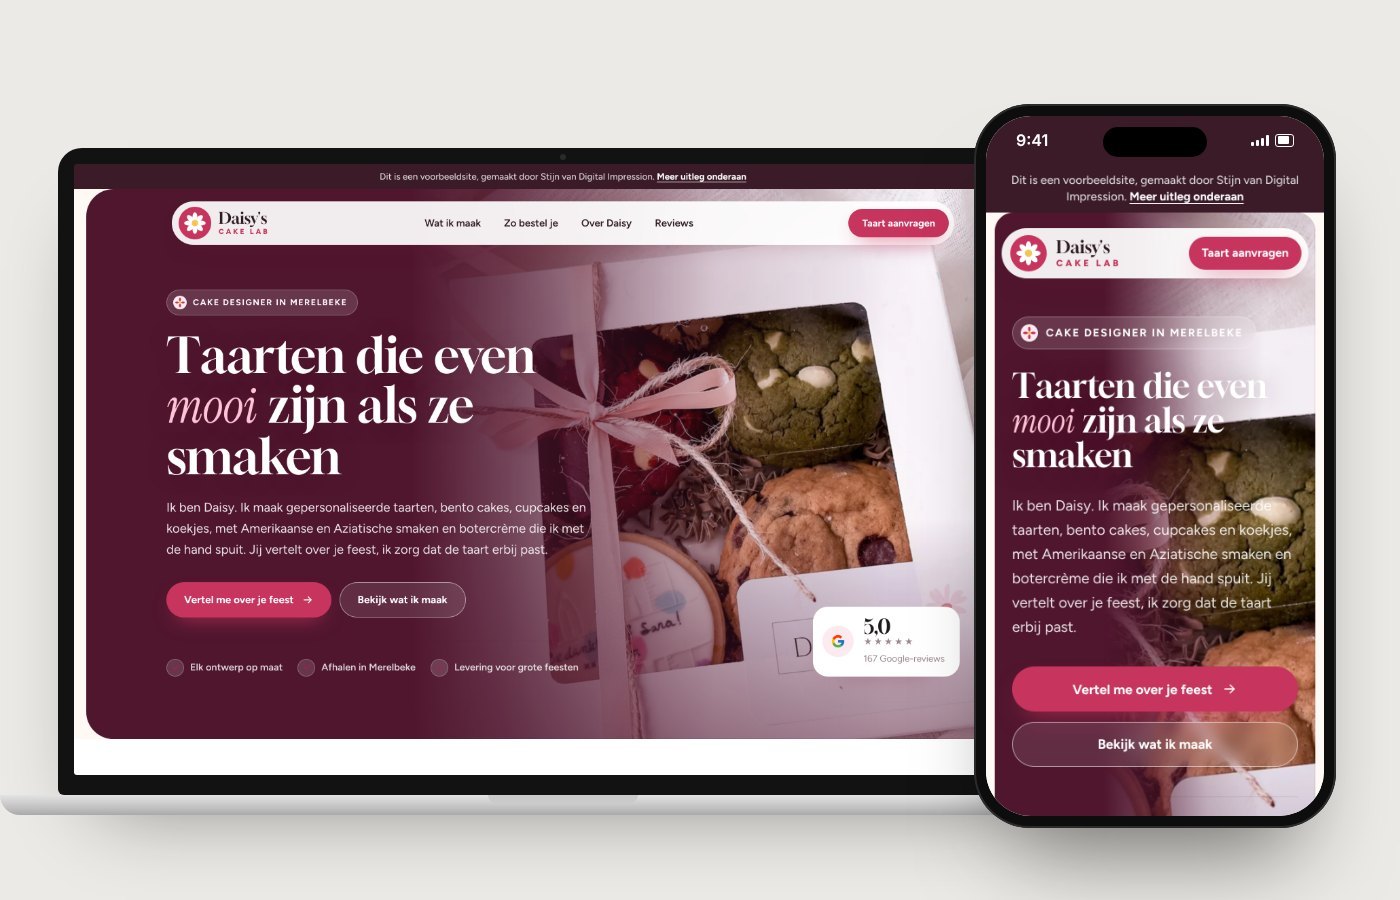 Dit is een voorbeeldsite, gemaakt door Stijn van Digital Impression. Meer uitleg onderaan
Daisy's
CAKE LAB
Wat ik maak
Zo bestel je
Over Daisy
Reviews
Taart aanvragen
CAKE DESIGNER IN MERELBEKE
Taarten die even
mooi zijn als ze
smaken
Ik ben Daisy. Ik maak gepersonaliseerde taarten, bento cakes, cupcakes en
koekjes, met Amerikaanse en Aziatische smaken en botercrème die ik met
de hand spuit. Jij vertelt over je feest, ik zorg dat de taart erbij past.
Vertel me over je feest →
Bekijk wat ik maak
Elk ontwerp op maat
Afhalen in Merelbeke
Levering voor grote feesten
Sara!
D
G
5,0
★★★★★
167 Google-reviews
9:41
Dit is een voorbeeldsite, gemaakt door Stijn van Digital
Impression. Meer uitleg onderaan
Daisy's
CAKE LAB
Taart aanvragen
CAKE DESIGNER IN MERELBEKE
Taarten die even
mooi zijn als ze
smaken
Ik ben Daisy. Ik maak gepersonaliseerde
taarten, bento cakes, cupcakes en koekjes,
met Amerikaanse en Aziatische smaken en
botercrème die ik met de hand spuit. Jij
vertelt over je feest, ik zorg dat de taart
erbij past.
Vertel me over je feest →
Bekijk wat ik maak